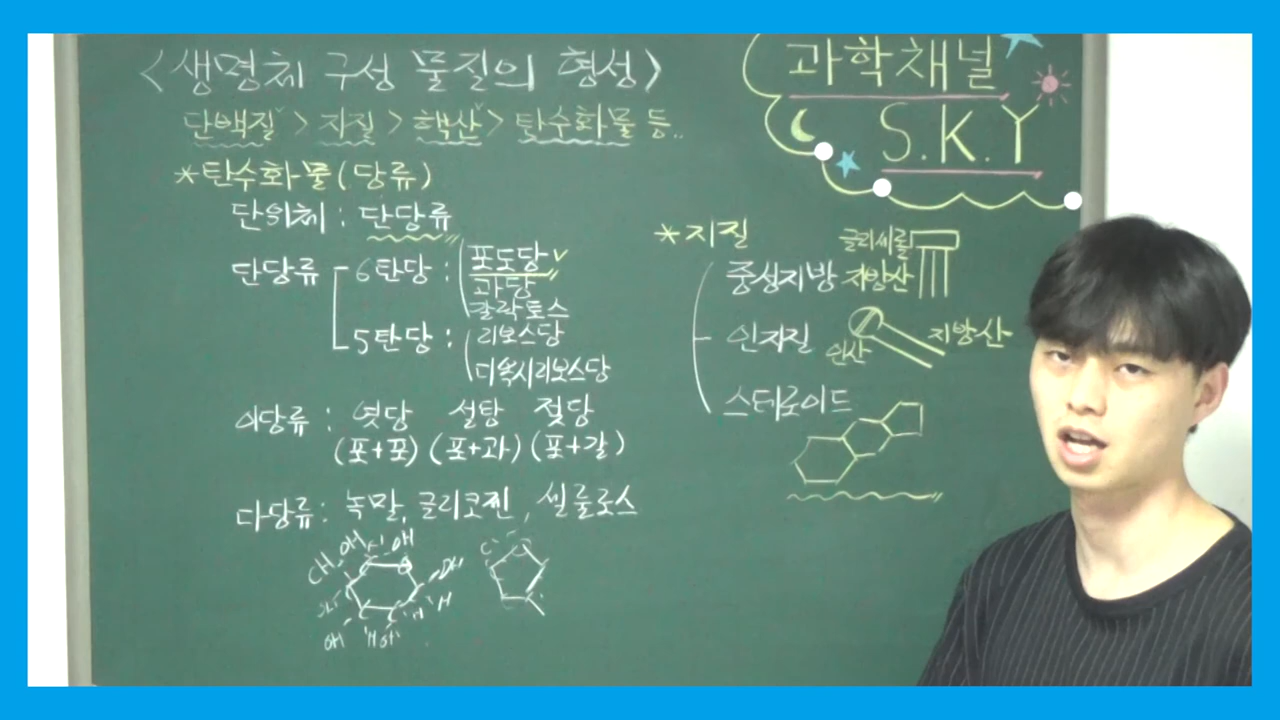 <생명체 구성 물질의 형성>
단백질 > 지질 > 핵산 > 탄수화물 등..
*탄수화물(당류)
단위체 : 단당류
단당류
6탄당 :
포도당
과당
갈락토스
5탄당 :
리보스당
디옥시리보스당
이당류 : 엿당 설탕 젖당
(포+포) (포+과) (포+갈)
다당류 : 녹말, 글리코젠, 셀룰로스
과학채널
S.K.Y
*지질
중성지방
글리세롤
지방산
인지질
인산
지방산
스테로이드